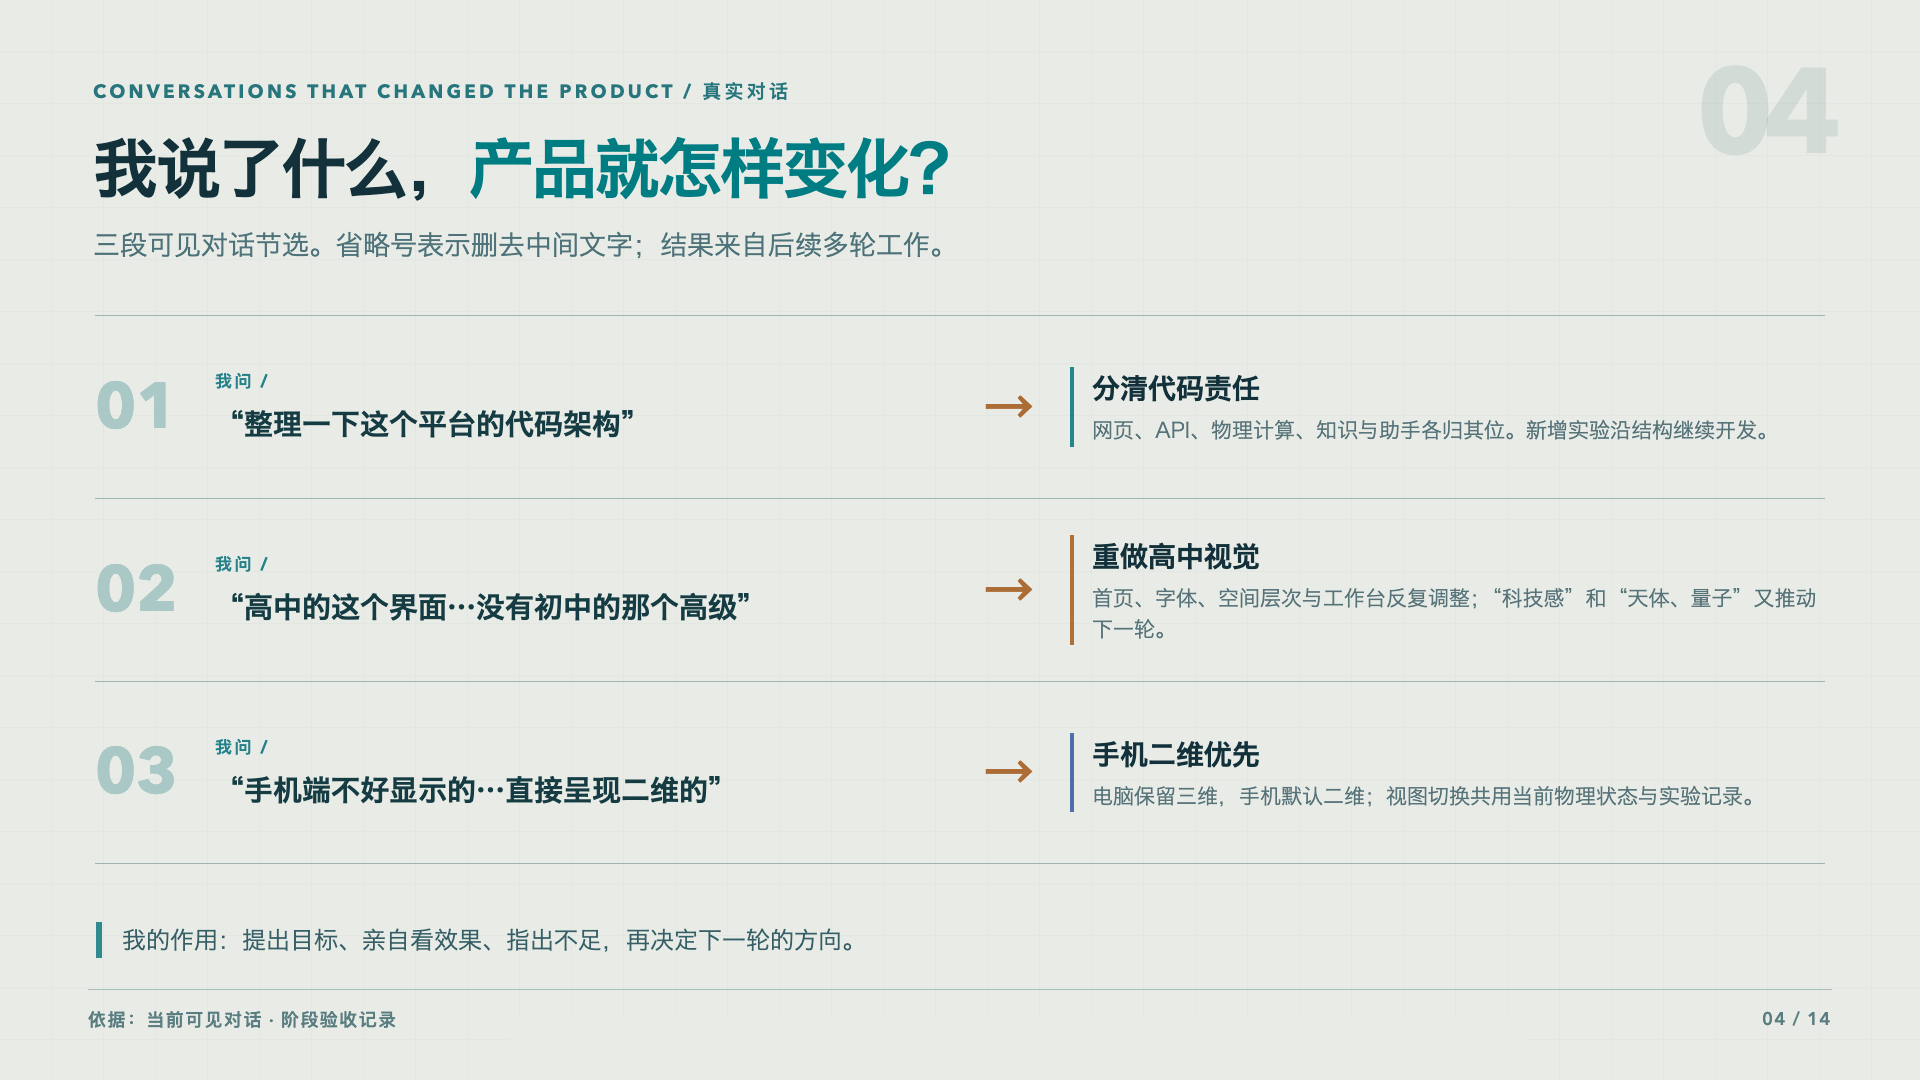 CONVERSATIONS THAT CHANGED THE PRODUCT / 真实对话
04
我说了什么，产品就怎样变化？
三段可见对话节选。省略号表示删去中间文字；结果来自后续多轮工作。
01
我问 /
“整理一下这个平台的代码架构”
→
分清代码责任
网页、API、物理计算、知识与助手各归其位。新增实验沿结构继续开发。
02
我问 /
“高中的这个界面…没有初中的那个高级”
→
重做高中视觉
首页、字体、空间层次与工作台反复调整；“科技感”和“天体、量子”又推动
下一轮。
03
我问 /
“手机端不好显示的…直接呈现二维的”
→
手机二维优先
电脑保留三维，手机默认二维；视图切换共用当前物理状态与实验记录。
我的作用：提出目标、亲自看效果、指出不足，再决定下一轮的方向。
依据：当前可见对话 · 阶段验收记录
04 / 14